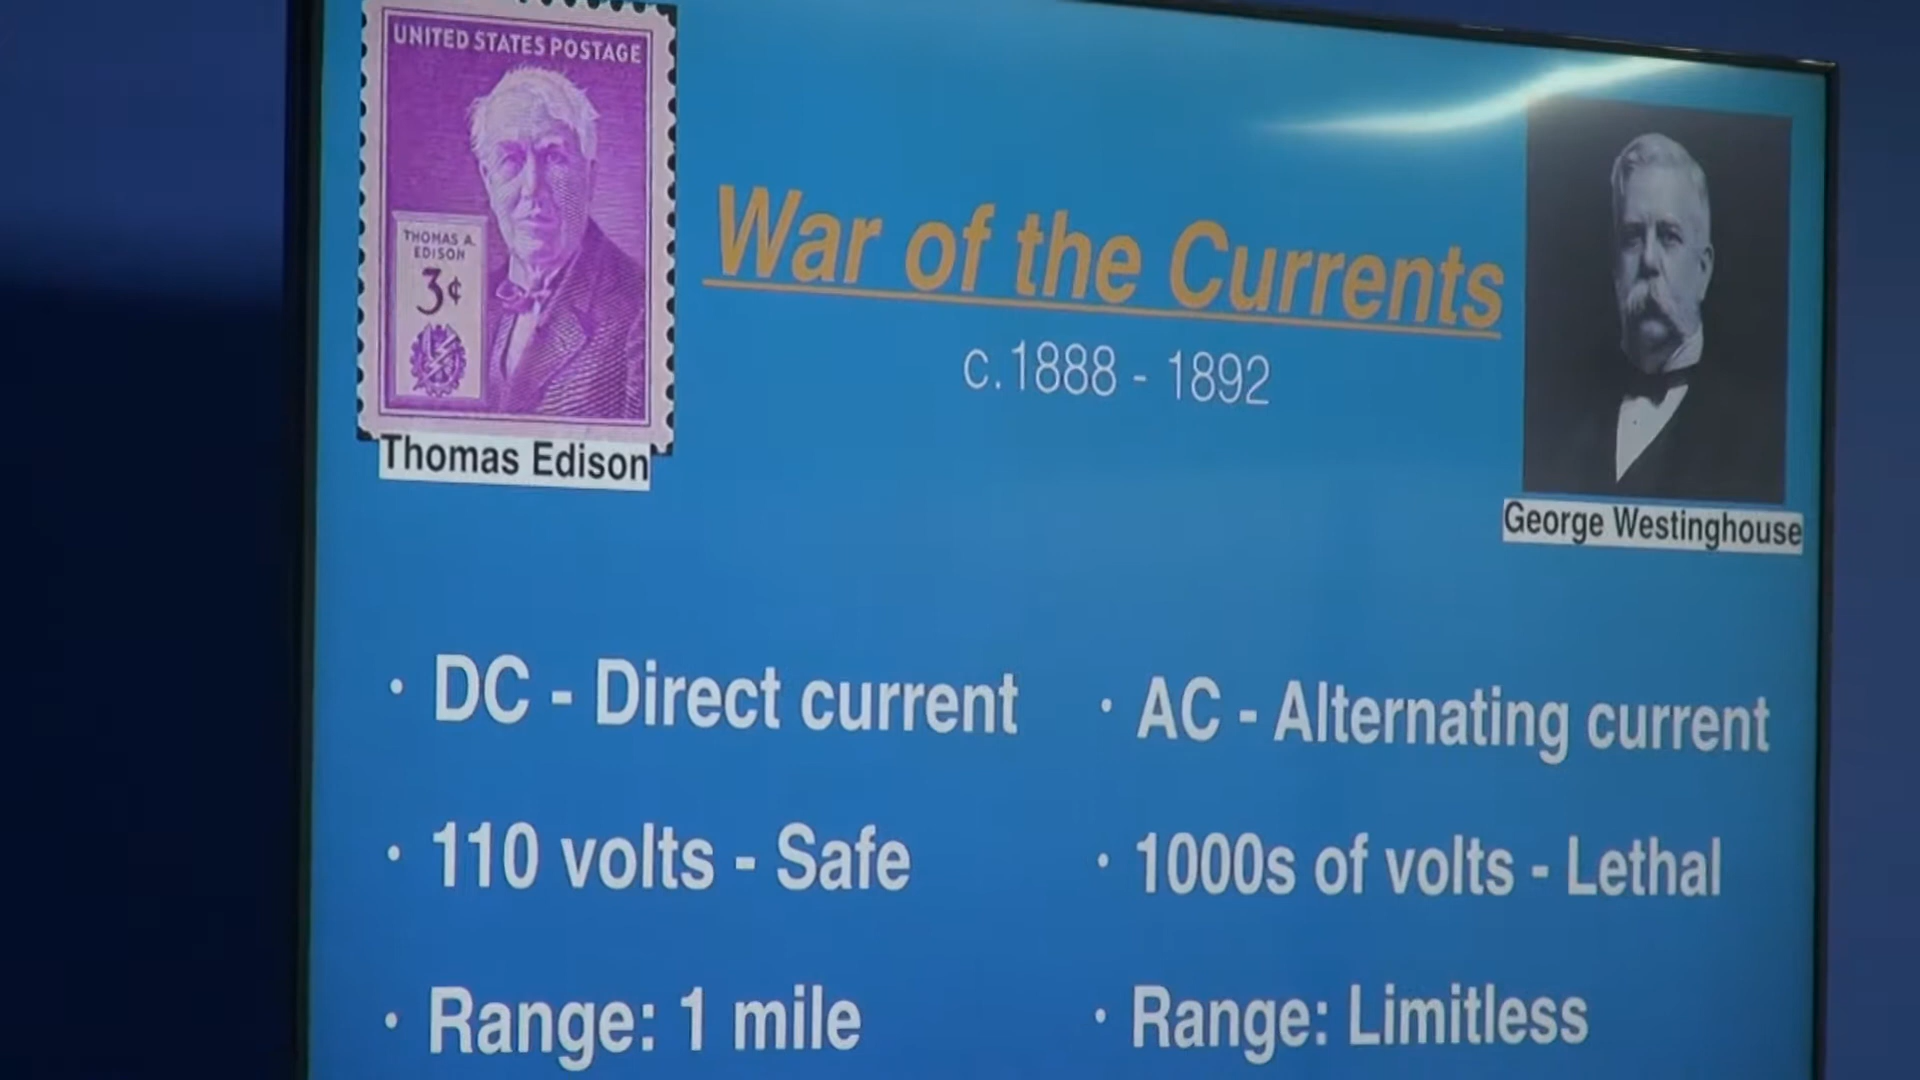 UNITED STATES POSTAGE
THOMAS A.
EDISON
3¢
Thomas Edison
War of the Currents
c.1888 - 1892
George Westinghouse
• DC - Direct current
• 110 volts - Safe
• Range: 1 mile
• AC - Alternating current
• 1000s of volts - Lethal
• Range: Limitless